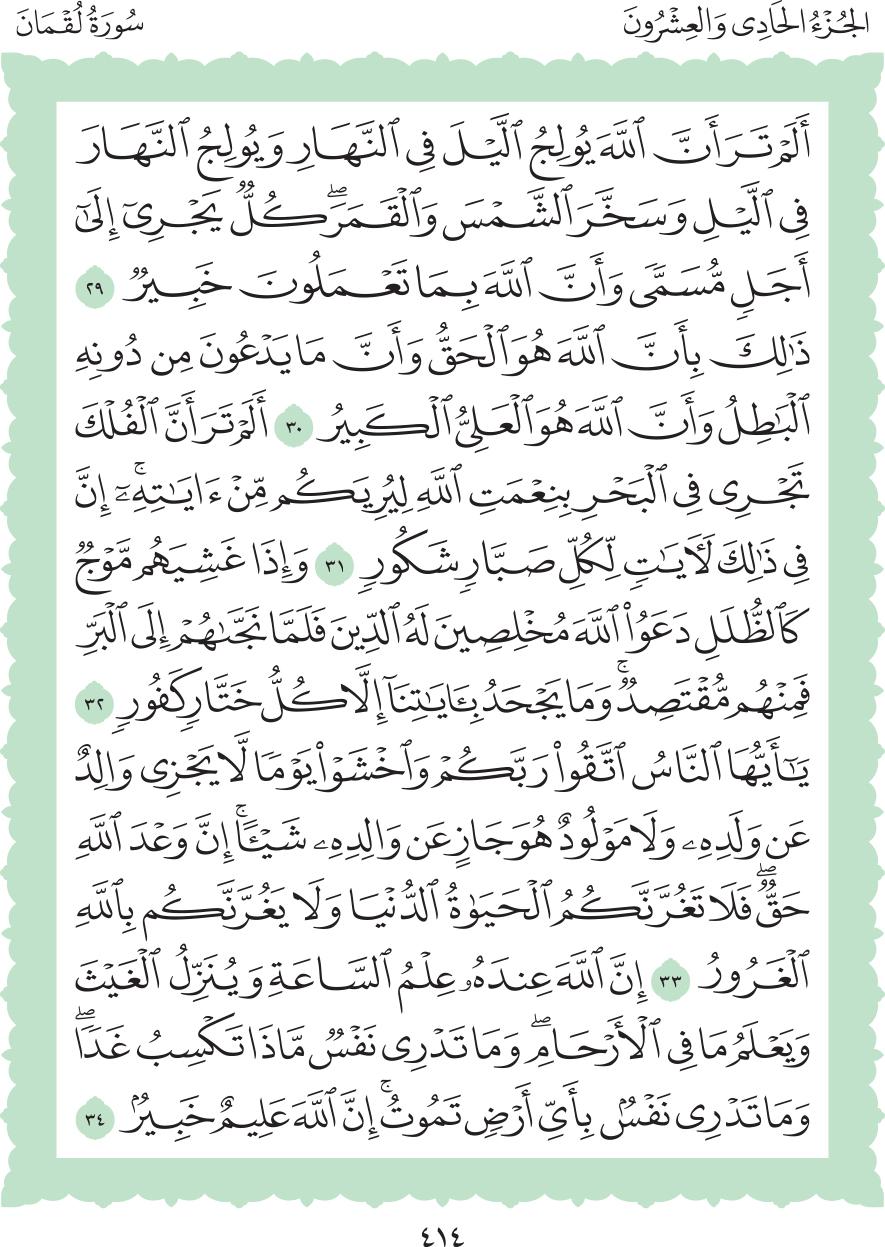 الجُزْءُ الحَادِي وَالعِشْرُونَ
سُورَةُ لُقْمَانَ
أَلَمْ تَرَ أَنَّ ٱللَّهَ يُولِجُ ٱلَّيْلَ فِي ٱلنَّهَارِ وَيُولِجُ ٱلنَّهَارَ
فِي ٱلَّيْلِ وَسَخَّرَ ٱلشَّمْسَ وَٱلْقَمَرَۖ كُلٌّ يَجْرِيٓ إِلَىٰٓ
أَجَلٍ مُّسَمًّى وَأَنَّ ٱللَّهَ بِمَا تَعْمَلُونَ خَبِيرٌ ٢٩
ذَٰلِكَ بِأَنَّ ٱللَّهَ هُوَ ٱلْحَقُّ وَأَنَّ مَا يَدْعُونَ مِن دُونِهِ
ٱلْبَٰطِلُ وَأَنَّ ٱللَّهَ هُوَ ٱلْعَلِيُّ ٱلْكَبِيرُ ٣٠ أَلَمْ تَرَ أَنَّ ٱلْفُلْكَ
تَجْرِي فِي ٱلْبَحْرِ بِنِعْمَتِ ٱللَّهِ لِيُرِيَكُم مِّنْ ءَايَٰتِهِۦٓۚ إِنَّ
فِي ذَٰلِكَ لَأٓيَٰتٍ لِّكُلِّ صَبَّارٍ شَكُورٍ ٣١ وَإِذَا غَشِيَهُم مَّوْجٌ
كَٱلظُّلَلِ دَعَوُاْ ٱللَّهَ مُخْلِصِينَ لَهُ ٱلدِّينَ فَلَمَّا نَجَّىٰهُمْ إِلَى ٱلْبَرِّ
فَمِنْهُم مُّقْتَصِدٌۚ وَمَا يَجْحَدُ بِـَٔايَٰتِنَآ إِلَّا كُلُّ خَتَّارٍ كَفُورٍ ٣٢
يَٰٓأَيُّهَا ٱلنَّاسُ ٱتَّقُواْ رَبَّكُمْ وَٱخْشَوْاْ يَوْمًا لَّا يَجْزِي وَالِدٌ
عَن وَلَدِهِۦ وَلَا مَوْلُودٌ هُوَ جَازٍ عَن وَالِدِهِۦ شَيْـًٔاۚ إِنَّ وَعْدَ ٱللَّهِ
حَقٌّۖ فَلَا تَغُرَّنَّكُمُ ٱلْحَيَوٰةُ ٱلدُّنْيَا وَلَا يَغُرَّنَّكُم بِٱللَّهِ
ٱلْغَرُورُ ٣٣ إِنَّ ٱللَّهَ عِندَهُۥ عِلْمُ ٱلسَّاعَةِ وَيُنَزِّلُ ٱلْغَيْثَ
وَيَعْلَمُ مَا فِي ٱلْأَرْحَامِۖ وَمَا تَدْرِي نَفْسٌ مَّاذَا تَكْسِبُ غَدًاۖ
وَمَا تَدْرِي نَفْسٌۢ بِأَيِّ أَرْضٍ تَمُوتُۚ إِنَّ ٱللَّهَ عَلِيمٌ خَبِيرٌۢ ٣٤
٤١٤